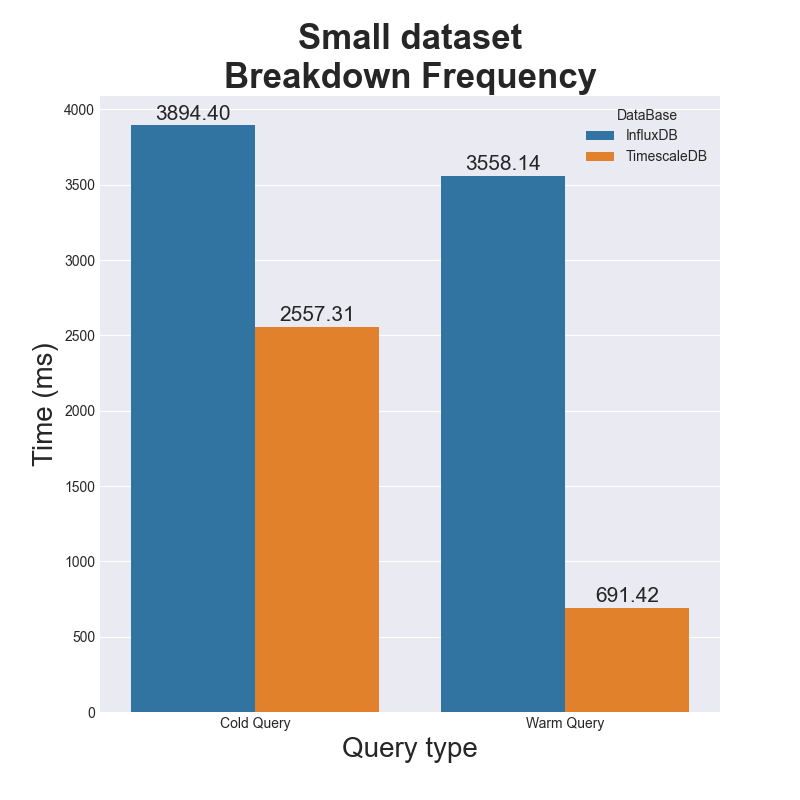 Small dataset
Breakdown Frequency
DataBase
InfluxDB
TimescaleDB
3894.40
2557.31
3558.14
691.42
4000
3500
3000
2500
2000
1500
1000
500
0
Time (ms)
Cold Query
Warm Query
Query type